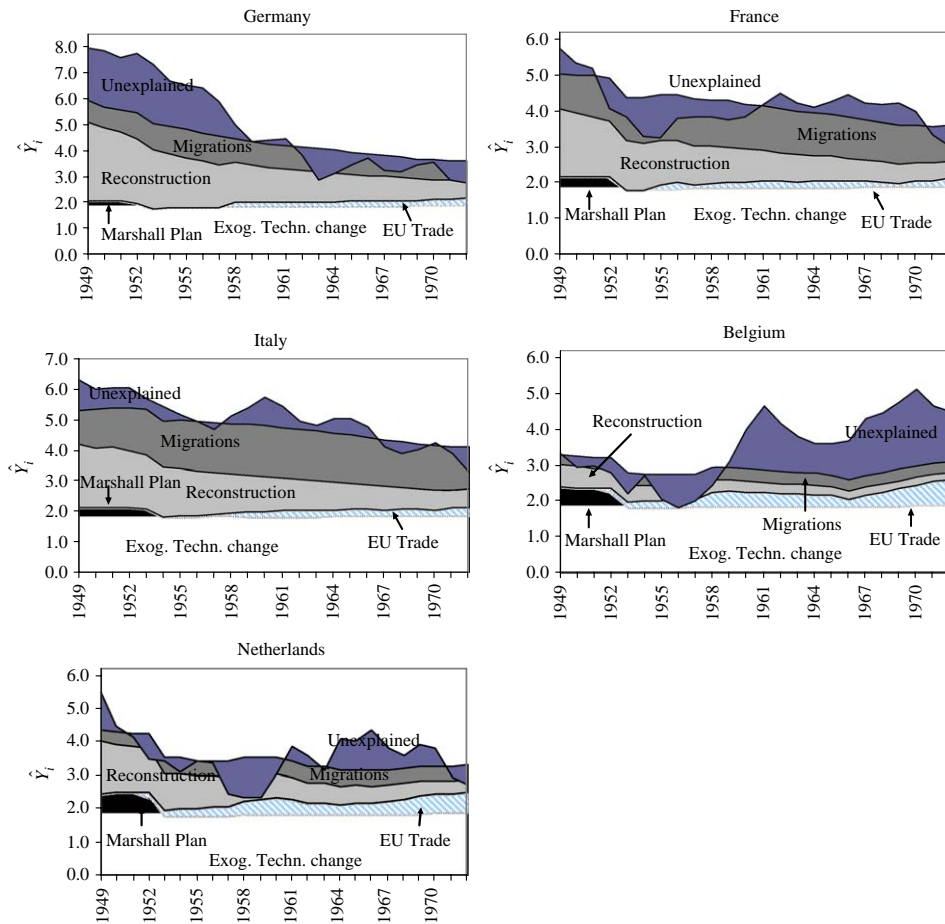 Germany
8.0
7.0
6.0
5.0
4.0
3.0
2.0
1.0
0.0
Ŷi
Unexplained
Migrations
Reconstruction
Marshall Plan
Exog. Techn. change
EU Trade
1949
1952
1955
1958
1961
1964
1967
1970
France
6.0
5.0
4.0
3.0
2.0
1.0
0.0
Ŷi
Unexplained
Migrations
Reconstruction
Marshall Plan
Exog. Techn. change
EU Trade
1949
1952
1955
1958
1961
1964
1967
1970
Italy
7.0
6.0
5.0
4.0
3.0
2.0
1.0
0.0
Ŷi
Unexplained
Migrations
Marshall Plan
Reconstruction
Exog. Techn. change
EU Trade
1949
1952
1955
1958
1961
1964
1967
1970
Belgium
6.0
5.0
4.0
3.0
2.0
1.0
0.0
Ŷi
Reconstruction
Unexplained
Migrations
Marshall Plan
Exog. Techn. change
EU Trade
1949
1952
1955
1958
1961
1964
1967
1970
Netherlands
6.0
5.0
4.0
3.0
2.0
1.0
0.0
Ŷi
Unexplained
Reconstruction
Migrations
Marshall Plan
EU Trade
Exog. Techn. change
1949
1952
1955
1958
1961
1964
1967
1970